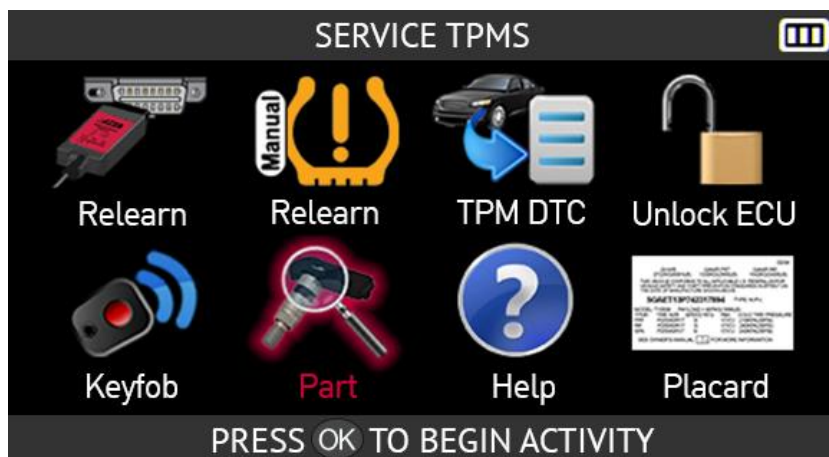 SERVICE TPMS
Manual
Relearn
Relearn
TPM DTC
Unlock ECU
Keyfob
Part
Help
Placard
PRESS OK TO BEGIN ACTIVITY